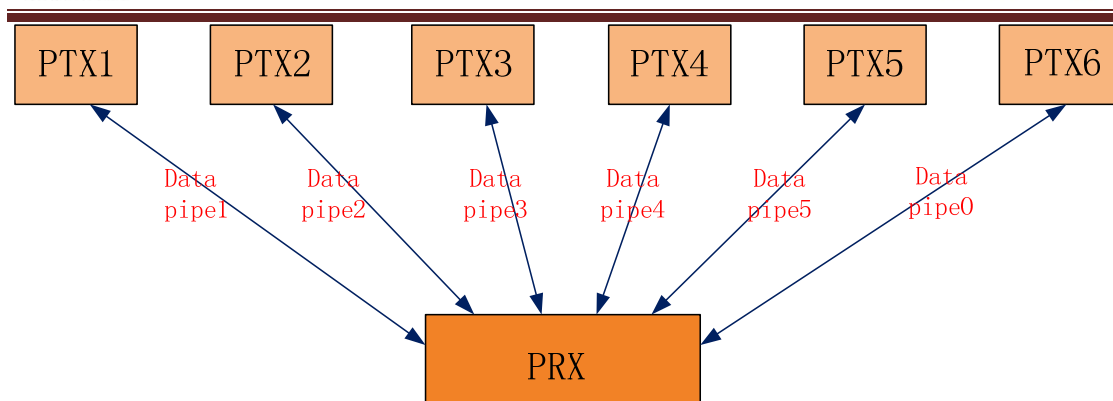 PTX1 PTX2 PTX3 PTX4 PTX5 PTX6
Data Data Data Data Data Data
pipe1 pipe2 pipe3 pipe4 pipe5 pipe0
PRX